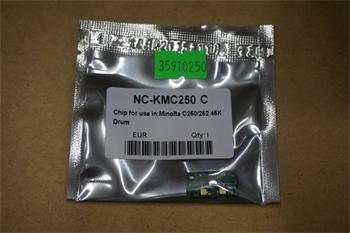 35910250
NC-KMC250 C
Chip for use in:Minolta C250/252 45K
Drum
EUR Qty:1